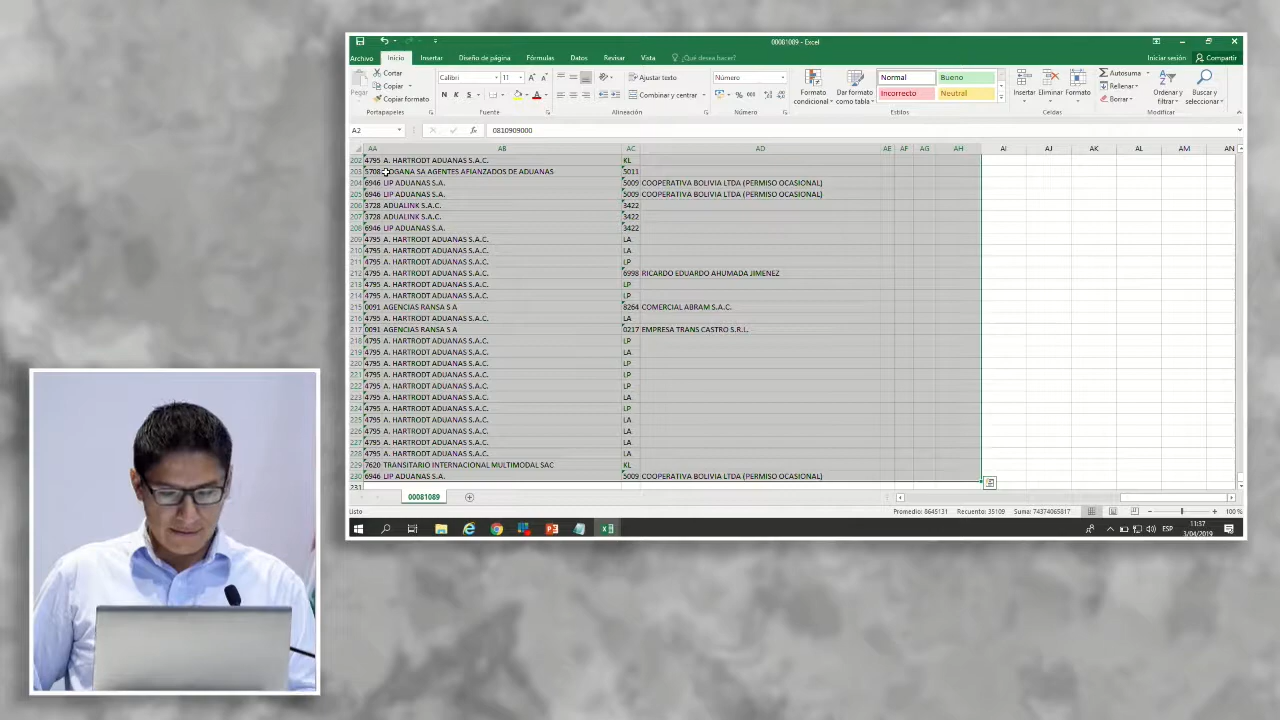 00081089 - Excel
Archivo Inicio Insertar Diseño de página Fórmulas Datos Revisar Vista ¿Qué desea hacer? Iniciar sesión Compartir
Pegar
Cortar
Copiar
Copiar formato
Portapapeles
Calibri 11
N K S
Fuente
Ajustar texto
Combinar y centrar
Alineación
Número
% 000
Número
Formato condicional
Dar formato como tabla
Normal Bueno
Incorrecto Neutral
Estilos
Insertar Eliminar Formato
Celdas
Autosuma
Rellenar
Borrar
Ordenar y filtrar
Buscar y seleccionar
Modificar
A2 fx 0810909000
AA AB AC AD AE AF AG AH AI AJ AK AL AM AN
202 4795 A. HARTRODT ADUANAS S.A.C. KL
203 5708 OGANA SA AGENTES AFIANZADOS DE ADUANAS 5011
204 6946 LIP ADUANAS S.A. 5009 COOPERATIVA BOLIVIA LTDA (PERMISO OCASIONAL)
205 6946 LIP ADUANAS S.A. 5009 COOPERATIVA BOLIVIA LTDA (PERMISO OCASIONAL)
206 3728 ADUALINK S.A.C. 3422
207 3728 ADUALINK S.A.C. 3422
208 6946 LIP ADUANAS S.A. 3422
209 4795 A. HARTRODT ADUANAS S.A.C. LA
210 4795 A. HARTRODT ADUANAS S.A.C. LA
211 4795 A. HARTRODT ADUANAS S.A.C. LP
212 4795 A. HARTRODT ADUANAS S.A.C. 6998 RICARDO EDUARDO AHUMADA JIMENEZ
213 4795 A. HARTRODT ADUANAS S.A.C. LP
214 4795 A. HARTRODT ADUANAS S.A.C. LP
215 0091 AGENCIAS RANSA S A 8264 COMERCIAL ABRAM S.A.C.
216 4795 A. HARTRODT ADUANAS S.A.C. LA
217 0091 AGENCIAS RANSA S A 0217 EMPRESA TRANS CASTRO S.R.L.
218 4795 A. HARTRODT ADUANAS S.A.C. LP
219 4795 A. HARTRODT ADUANAS S.A.C. LA
220 4795 A. HARTRODT ADUANAS S.A.C. LP
221 4795 A. HARTRODT ADUANAS S.A.C. LP
222 4795 A. HARTRODT ADUANAS S.A.C. LP
223 4795 A. HARTRODT ADUANAS S.A.C. LA
224 4795 A. HARTRODT ADUANAS S.A.C. LP
225 4795 A. HARTRODT ADUANAS S.A.C. LA
226 4795 A. HARTRODT ADUANAS S.A.C. LA
227 4795 A. HARTRODT ADUANAS S.A.C. LA
228 4795 A. HARTRODT ADUANAS S.A.C. LA
229 7620 TRANSITARIO INTERNACIONAL MULTIMODAL SAC KL
230 6946 LIP ADUANAS S.A. 5009 COOPERATIVA BOLIVIA LTDA (PERMISO OCASIONAL)
231
00081089
Listo Promedio: 8645131 Recuento: 35109 Suma: 74374065817 100 %
ESP 11:37
3/04/2019